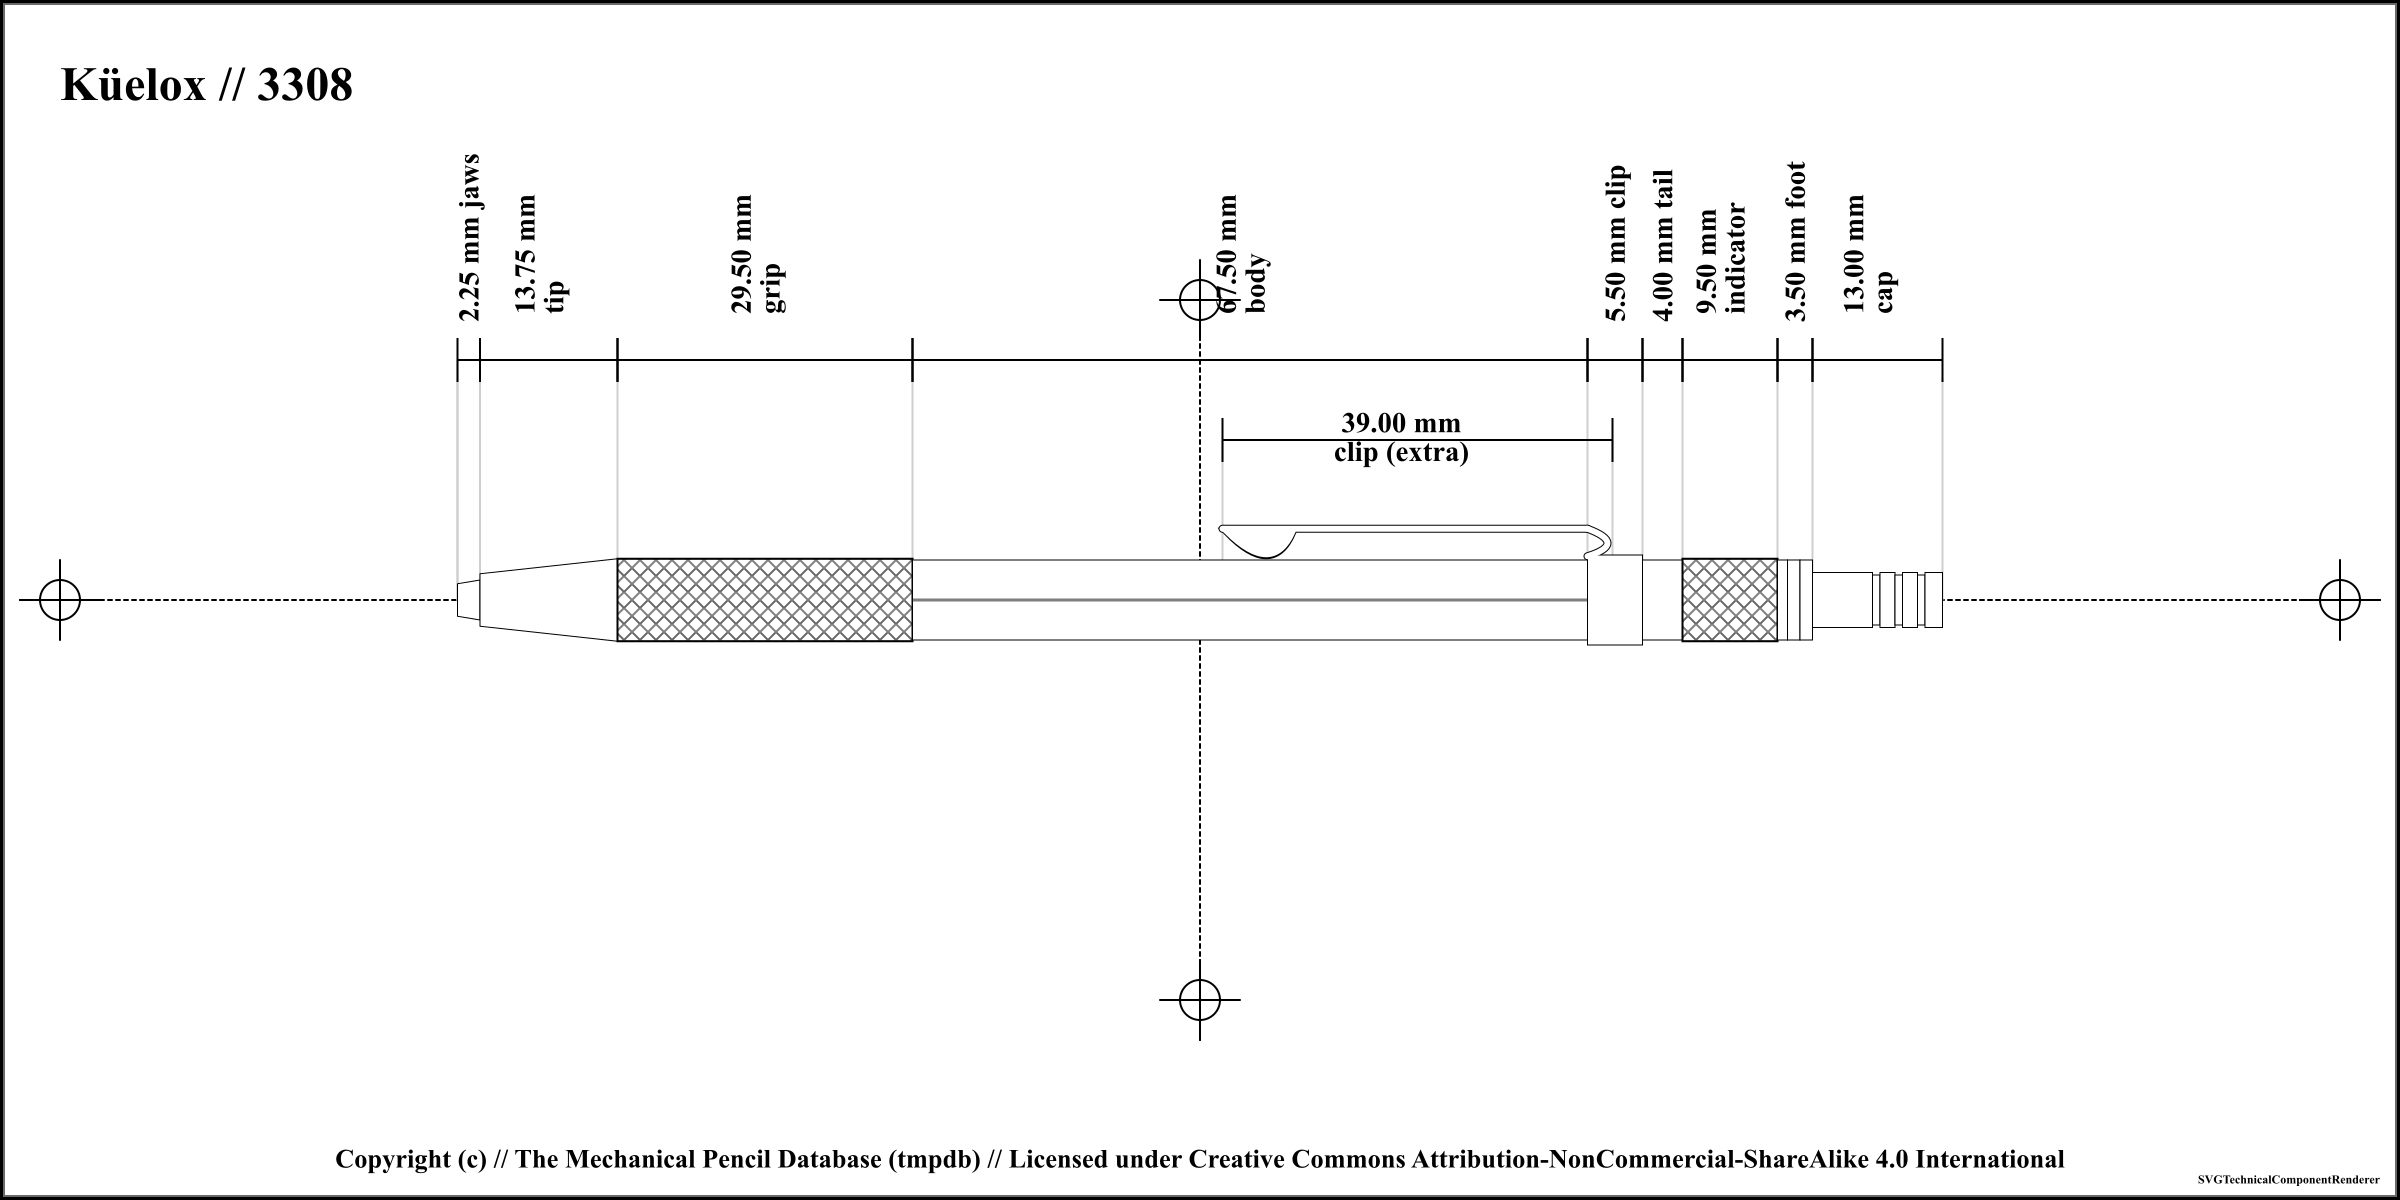 Küelox // 3308
2.25 mm jaws
13.75 mm
tip
29.50 mm
grip
67.50 mm
body
5.50 mm clip
4.00 mm tail
9.50 mm
indicator
3.50 mm foot
13.00 mm
cap
39.00 mm
clip (extra)
Copyright (c) // The Mechanical Pencil Database (tmpdb) // Licensed under Creative Commons Attribution-NonCommercial-ShareAlike 4.0 International
SVGTechnicalComponentRenderer